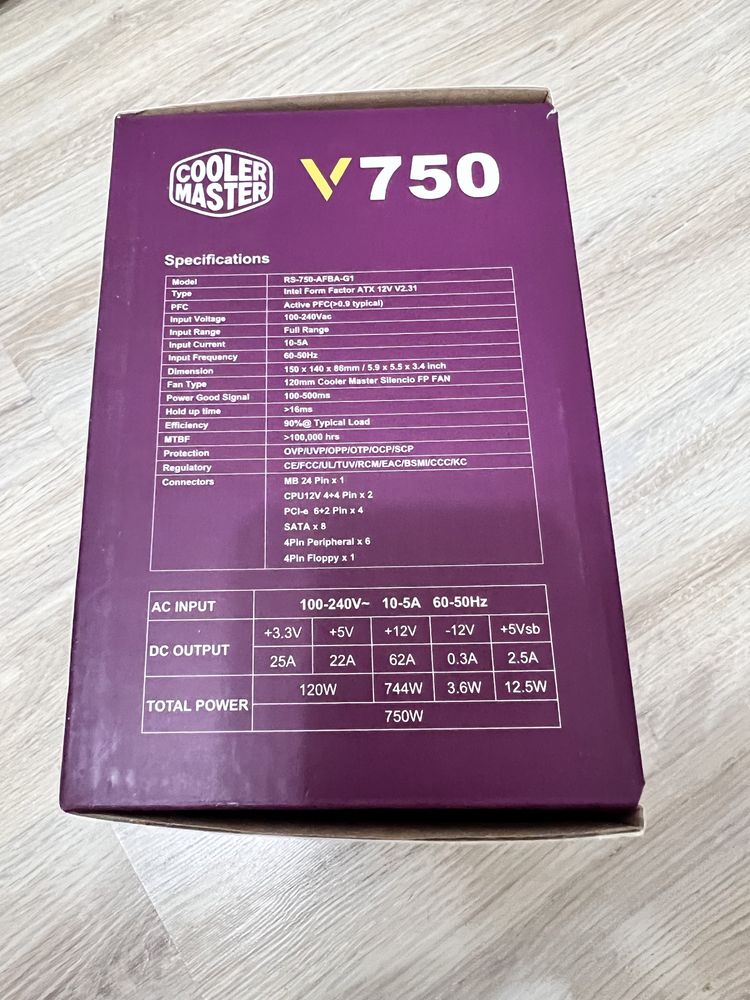 COOLER
MASTER
V750
Specifications
Model RS-750-AFBA-G1
Type Intel Form Factor ATX 12V V2.31
PFC Active PFC(>0.9 typical)
Input Voltage 100-240Vac
Input Range Full Range
Input Current 10-5A
Input Frequency 60-50Hz
Dimension 150 x 140 x 86mm / 5.9 x 5.5 x 3.4 inch
Fan Type 120mm Cooler Master Silencio FP FAN
Power Good Signal 100-500ms
Hold up time >16ms
Efficiency 90%@ Typical Load
MTBF >100,000 hrs
Protection OVP/UVP/OPP/OTP/OCP/SCP
Regulatory CE/FCC/UL/TUV/RCM/EAC/BSMI/CCC/KC
Connectors MB 24 Pin x 1
CPU12V 4+4 Pin x 2
PCI-e 6+2 Pin x 4
SATA x 8
4Pin Peripheral x 6
4Pin Floppy x 1
AC INPUT 100-240V~ 10-5A 60-50Hz
DC OUTPUT +3.3V +5V +12V -12V +5Vsb
25A 22A 62A 0.3A 2.5A
TOTAL POWER 120W 744W 3.6W 12.5W
750W